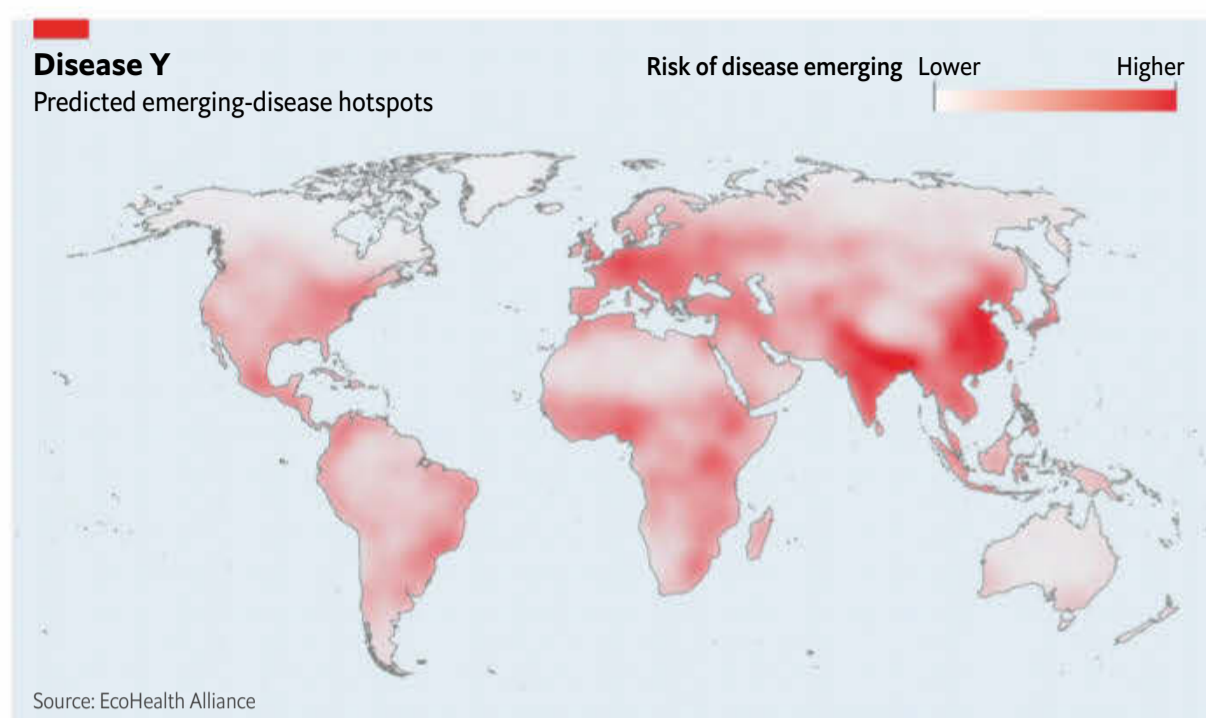 Disease Y
Predicted emerging-disease hotspots
Risk of disease emerging Lower Higher
Source: EcoHealth Alliance